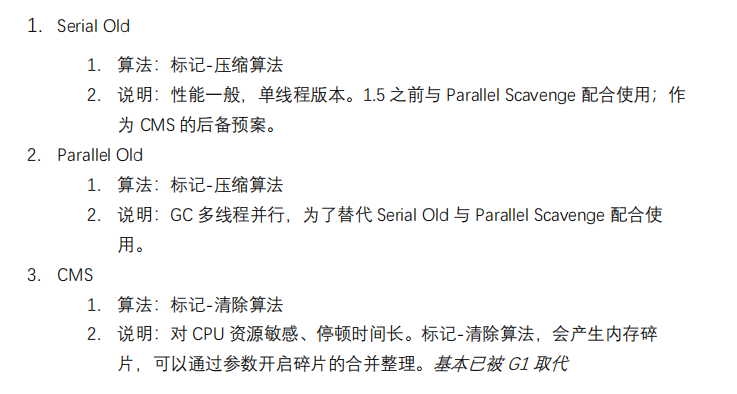 1. Serial Old
1. 算法：标记-压缩算法
2. 说明：性能一般，单线程版本。1.5 之前与 Parallel Scavenge 配合使用；作
为 CMS 的后备预案。
2. Parallel Old
1. 算法：标记-压缩算法
2. 说明：GC 多线程并行，为了替代 Serial Old 与 Parallel Scavenge 配合使
用。
3. CMS
1. 算法：标记-清除算法
2. 说明：对 CPU 资源敏感、停顿时间长。标记-清除算法，会产生内存碎
片，可以通过参数开启碎片的合并整理。基本已被 G1 取代